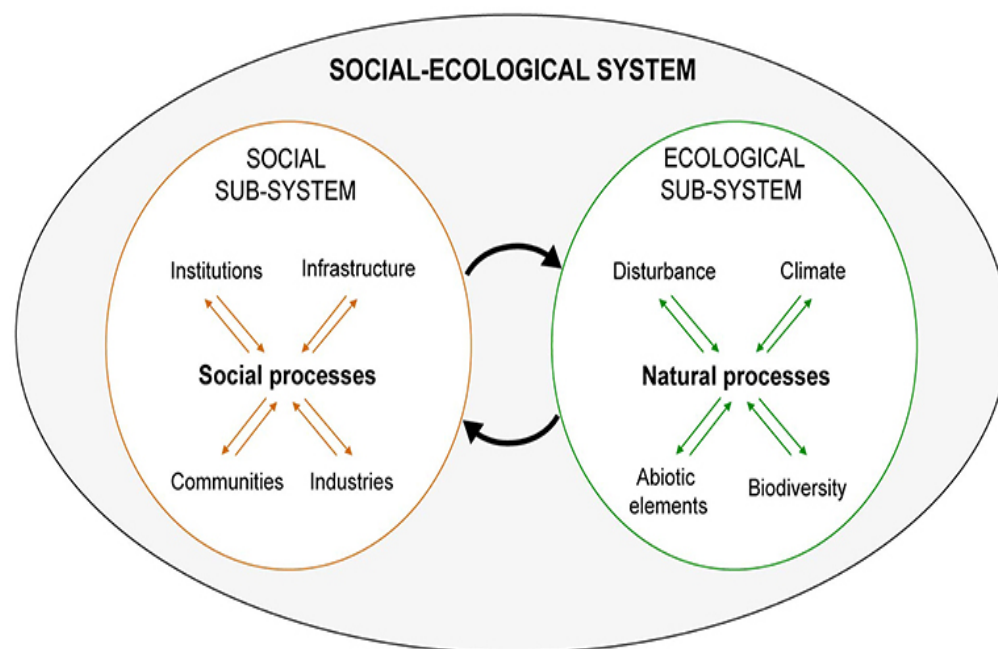 SOCIAL-ECOLOGICAL SYSTEM
SOCIAL
SUB-SYSTEM
Institutions
Infrastructure
Social processes
Communities
Industries
ECOLOGICAL
SUB-SYSTEM
Disturbance
Climate
Natural processes
Abiotic
elements
Biodiversity